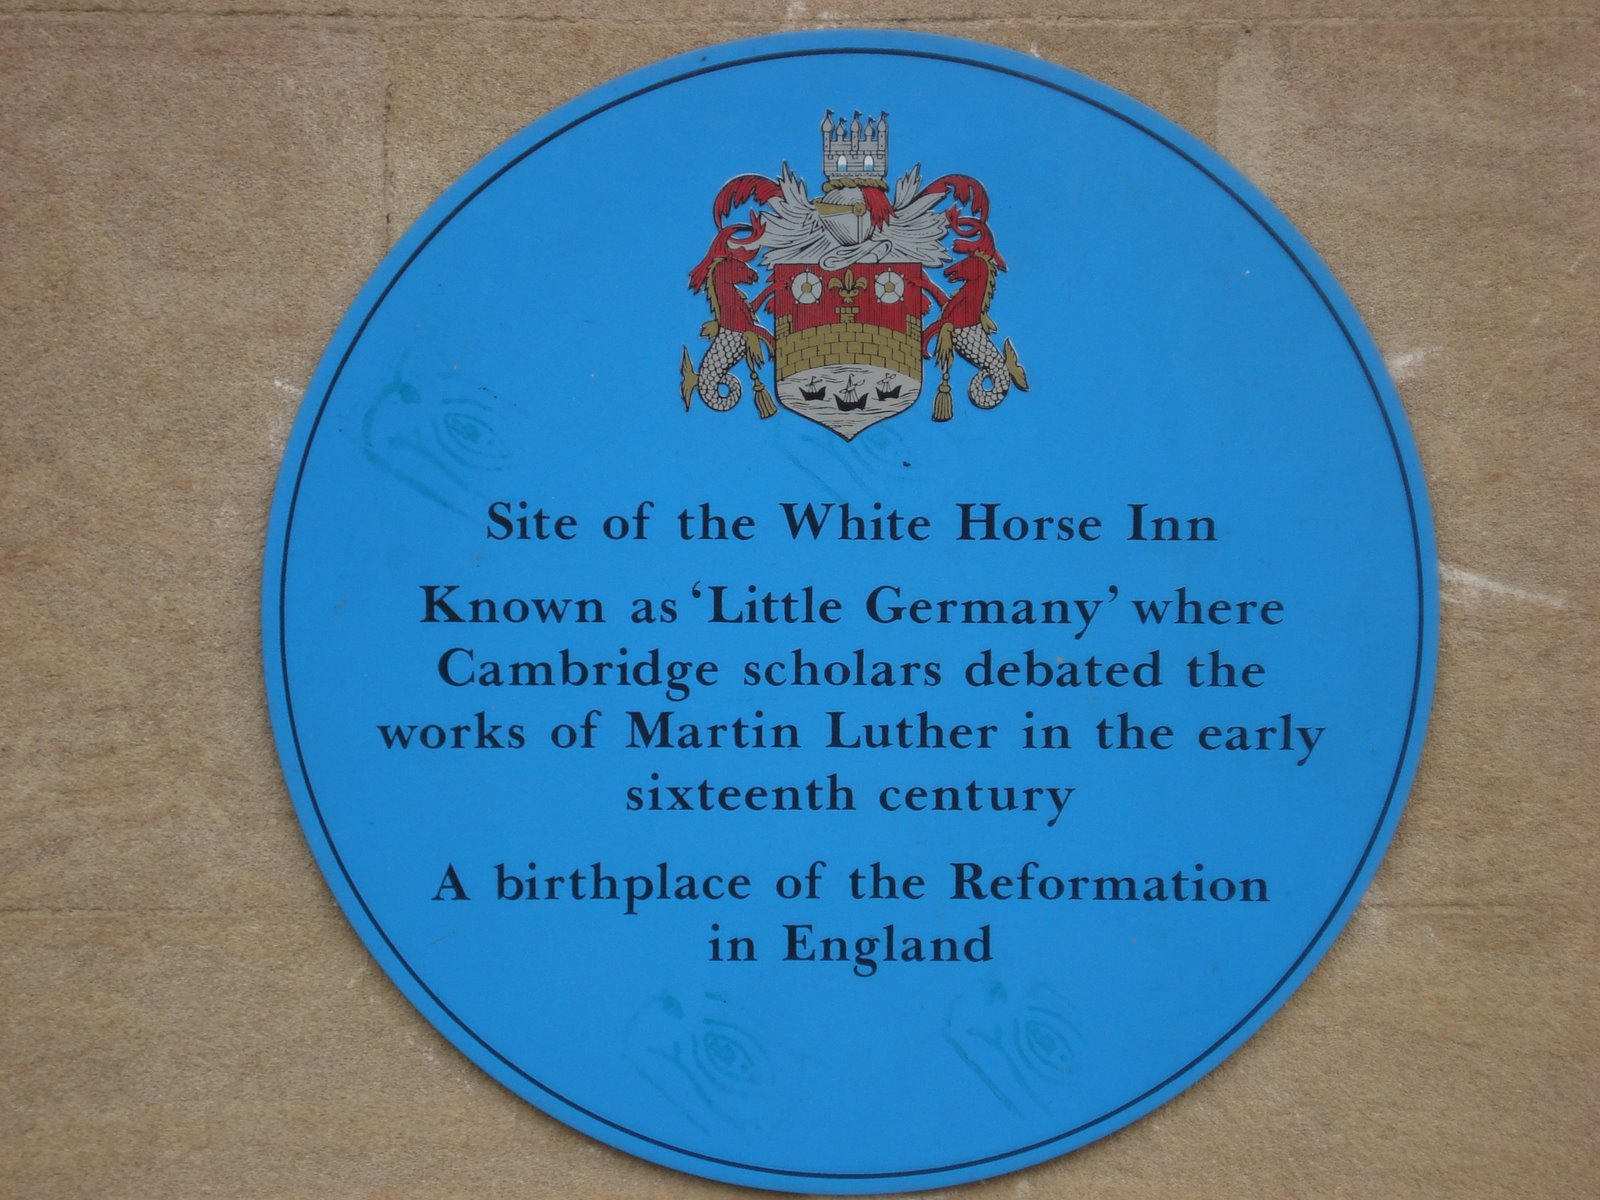 Site of the White Horse Inn
Known as ‘Little Germany’ where
Cambridge scholars debated the
works of Martin Luther in the early
sixteenth century
A birthplace of the Reformation
in England